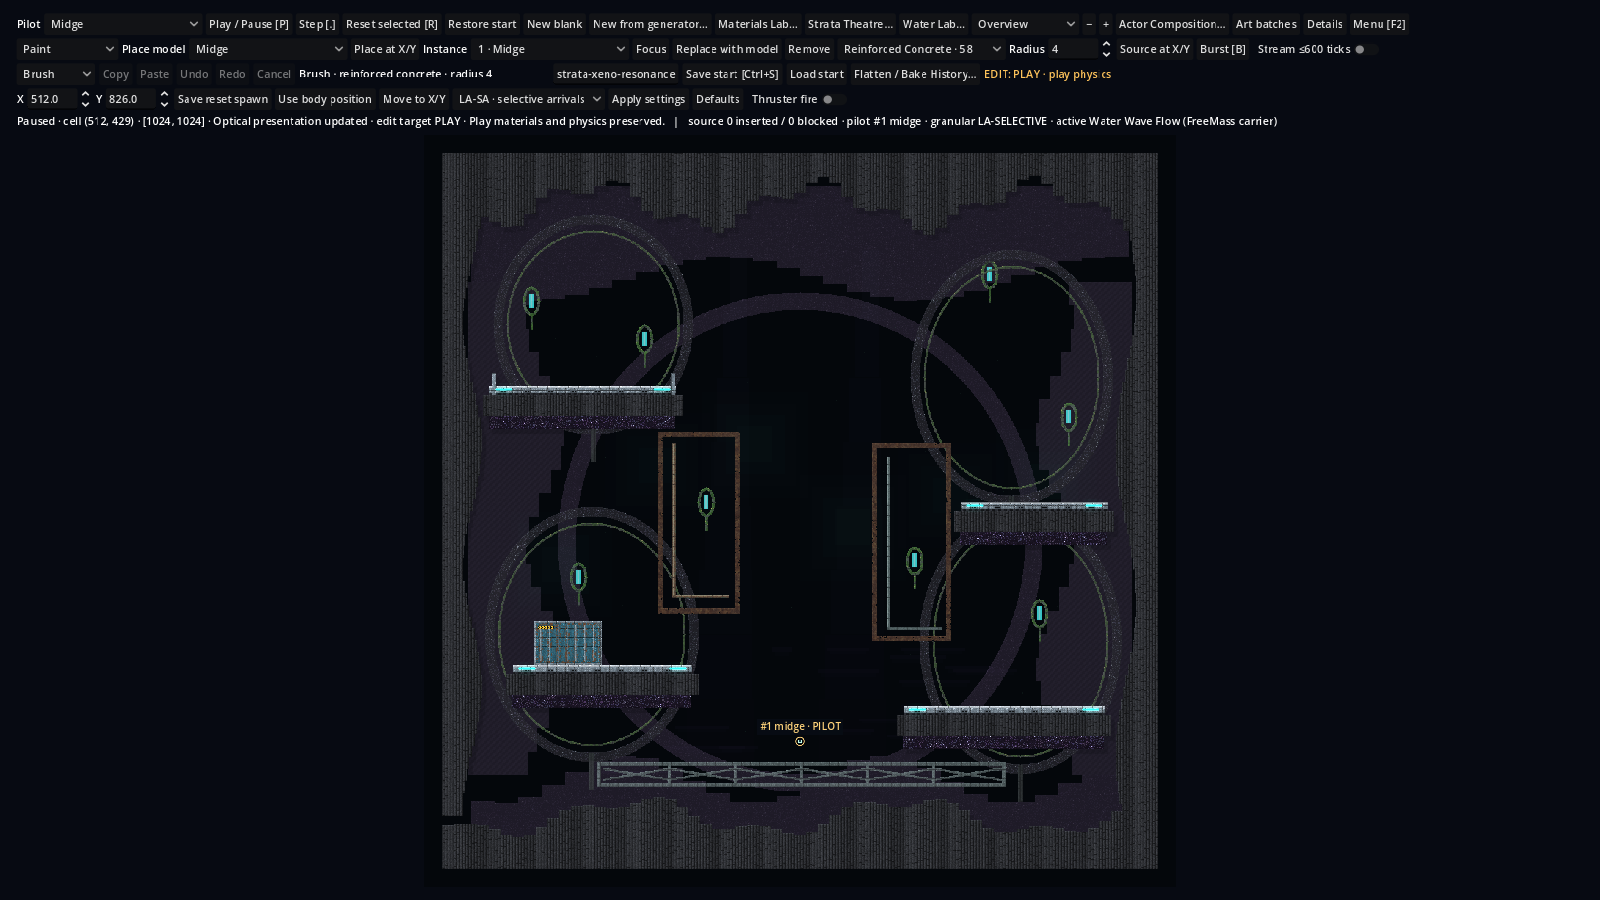 Pilot Midge Play / Pause [P] Step [.] Reset selected [R] Restore start New blank New from generator... Materials Lab... Strata Theatre... Water Lab... Overview − + Actor Composition... Art batches Details Menu [F2]
Paint Place model Midge Place at X/Y Instance 1 · Midge Focus Replace with model Remove Reinforced Concrete · 58 Radius 4 Source at X/Y Burst [B] Stream ≤600 ticks
Brush Copy Paste Undo Redo Cancel Brush · reinforced concrete · radius 4 strata-xeno-resonance Save start [Ctrl+S] Load start Flatten / Bake History... EDIT: PLAY · play physics
X 512.0 Y 826.0 Save reset spawn Use body position Move to X/Y LA-SA · selective arrivals Apply settings Defaults Thruster fire
Paused · cell (512, 429) · [1024, 1024] · Optical presentation updated · edit target PLAY · Play materials and physics preserved. | source 0 inserted / 0 blocked · pilot #1 midge · granular LA-SELECTIVE · active Water Wave Flow (FreeMass carrier)
#1 midge · PILOT